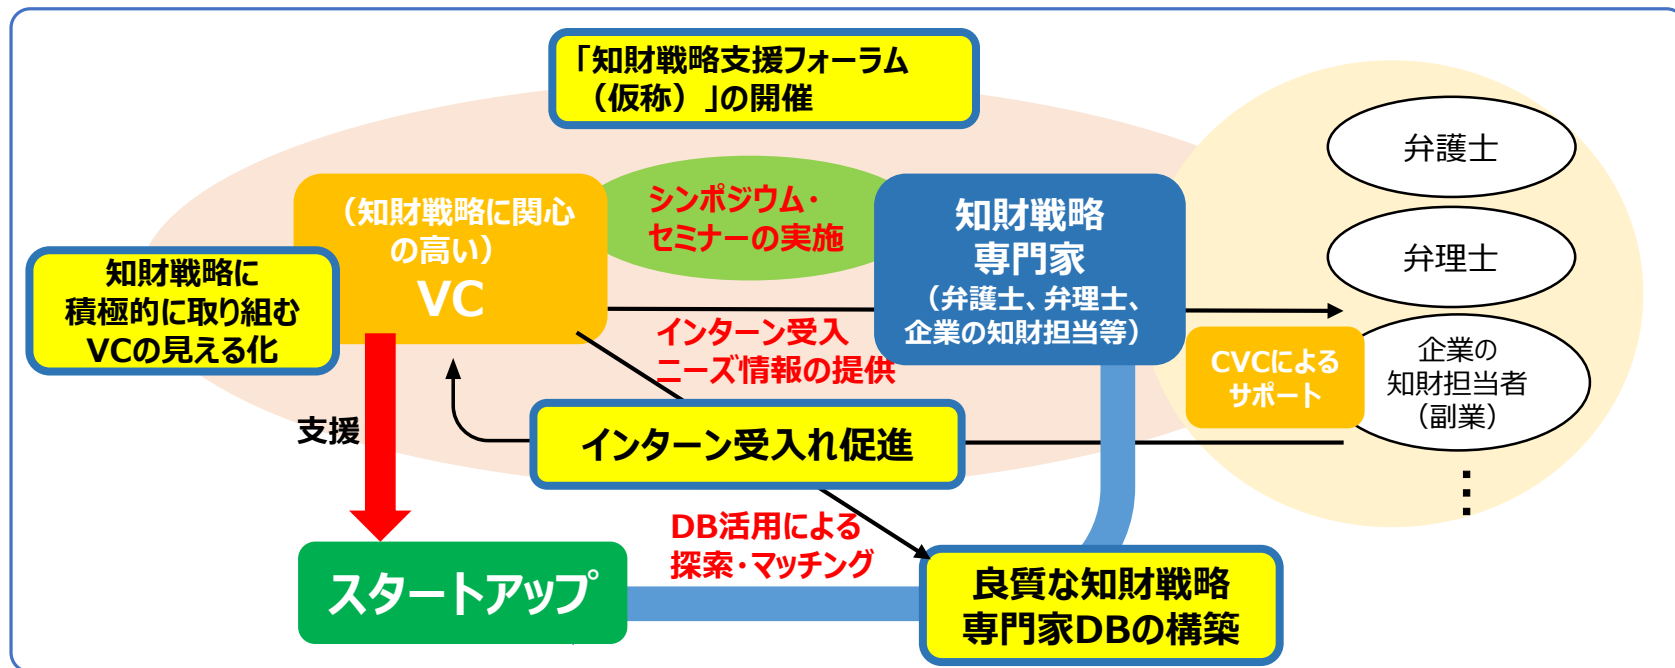 「知財戦略支援フォーラム
（仮称）」の開催
弁護士
弁理士
企業の
知財担当者
（副業）
⋮
（知財戦略に関心
の高い）
VC
シンポジウム・
セミナーの実施
知財戦略
専門家
（弁護士、弁理士、
企業の知財担当等）
知財戦略に
積極的に取り組む
VCの見える化
インターン受入
ニーズ情報の提供
CVCによる
サポート
支援
インターン受入れ促進
DB活用による
探索・マッチング
スタートアップ
良質な知財戦略
専門家DBの構築